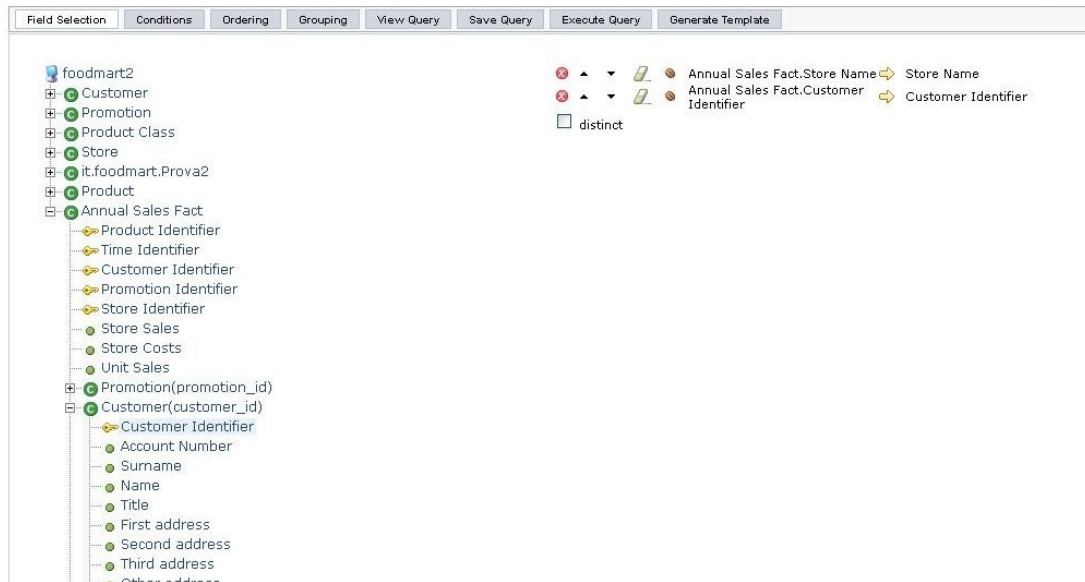 Field Selection Conditions Ordering Grouping View Query Save Query Execute Query Generate Template
foodmart2
Customer
Promotion
Product Class
Store
it.foodmart.Prova2
Product
Annual Sales Fact
Product Identifier
Time Identifier
Customer Identifier
Promotion Identifier
Store Identifier
Store Sales
Store Costs
Unit Sales
Promotion(promotion_id)
Customer(customer_id)
Customer Identifier
Account Number
Surname
Name
Title
First address
Second address
Third address
Other address
Annual Sales Fact.Store Name Store Name
Annual Sales Fact.Customer
Identifier Customer Identifier
distinct